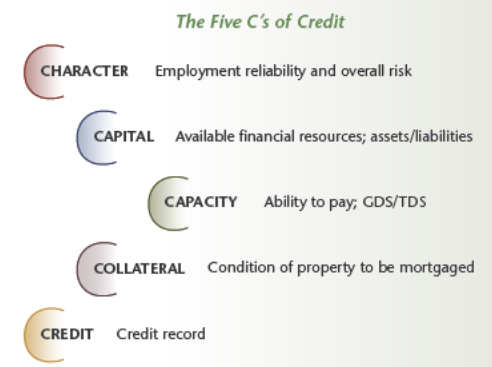 The Five C's of Credit
CHARACTER Employment reliability and overall risk
CAPITAL Available financial resources; assets/liabilities
CAPACITY Ability to pay; GDS/TDS
COLLATERAL Condition of property to be mortgaged
CREDIT Credit record